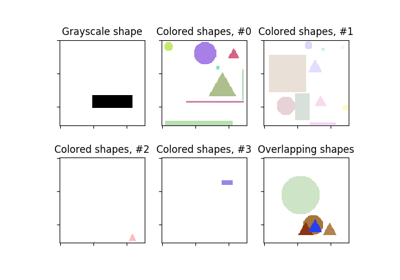 Grayscale shape
Colored shapes, #0
Colored shapes, #1
Colored shapes, #2
Colored shapes, #3
Overlapping shapes